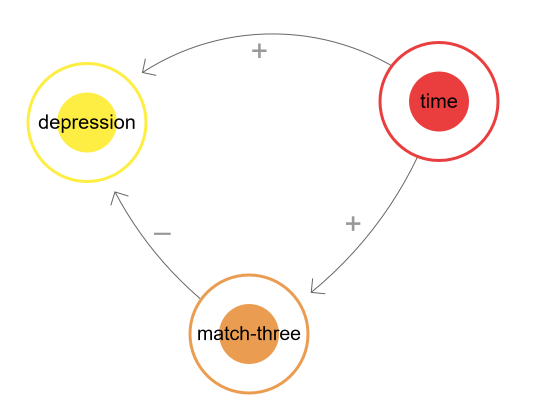 +
time
depression
+
–
match-three